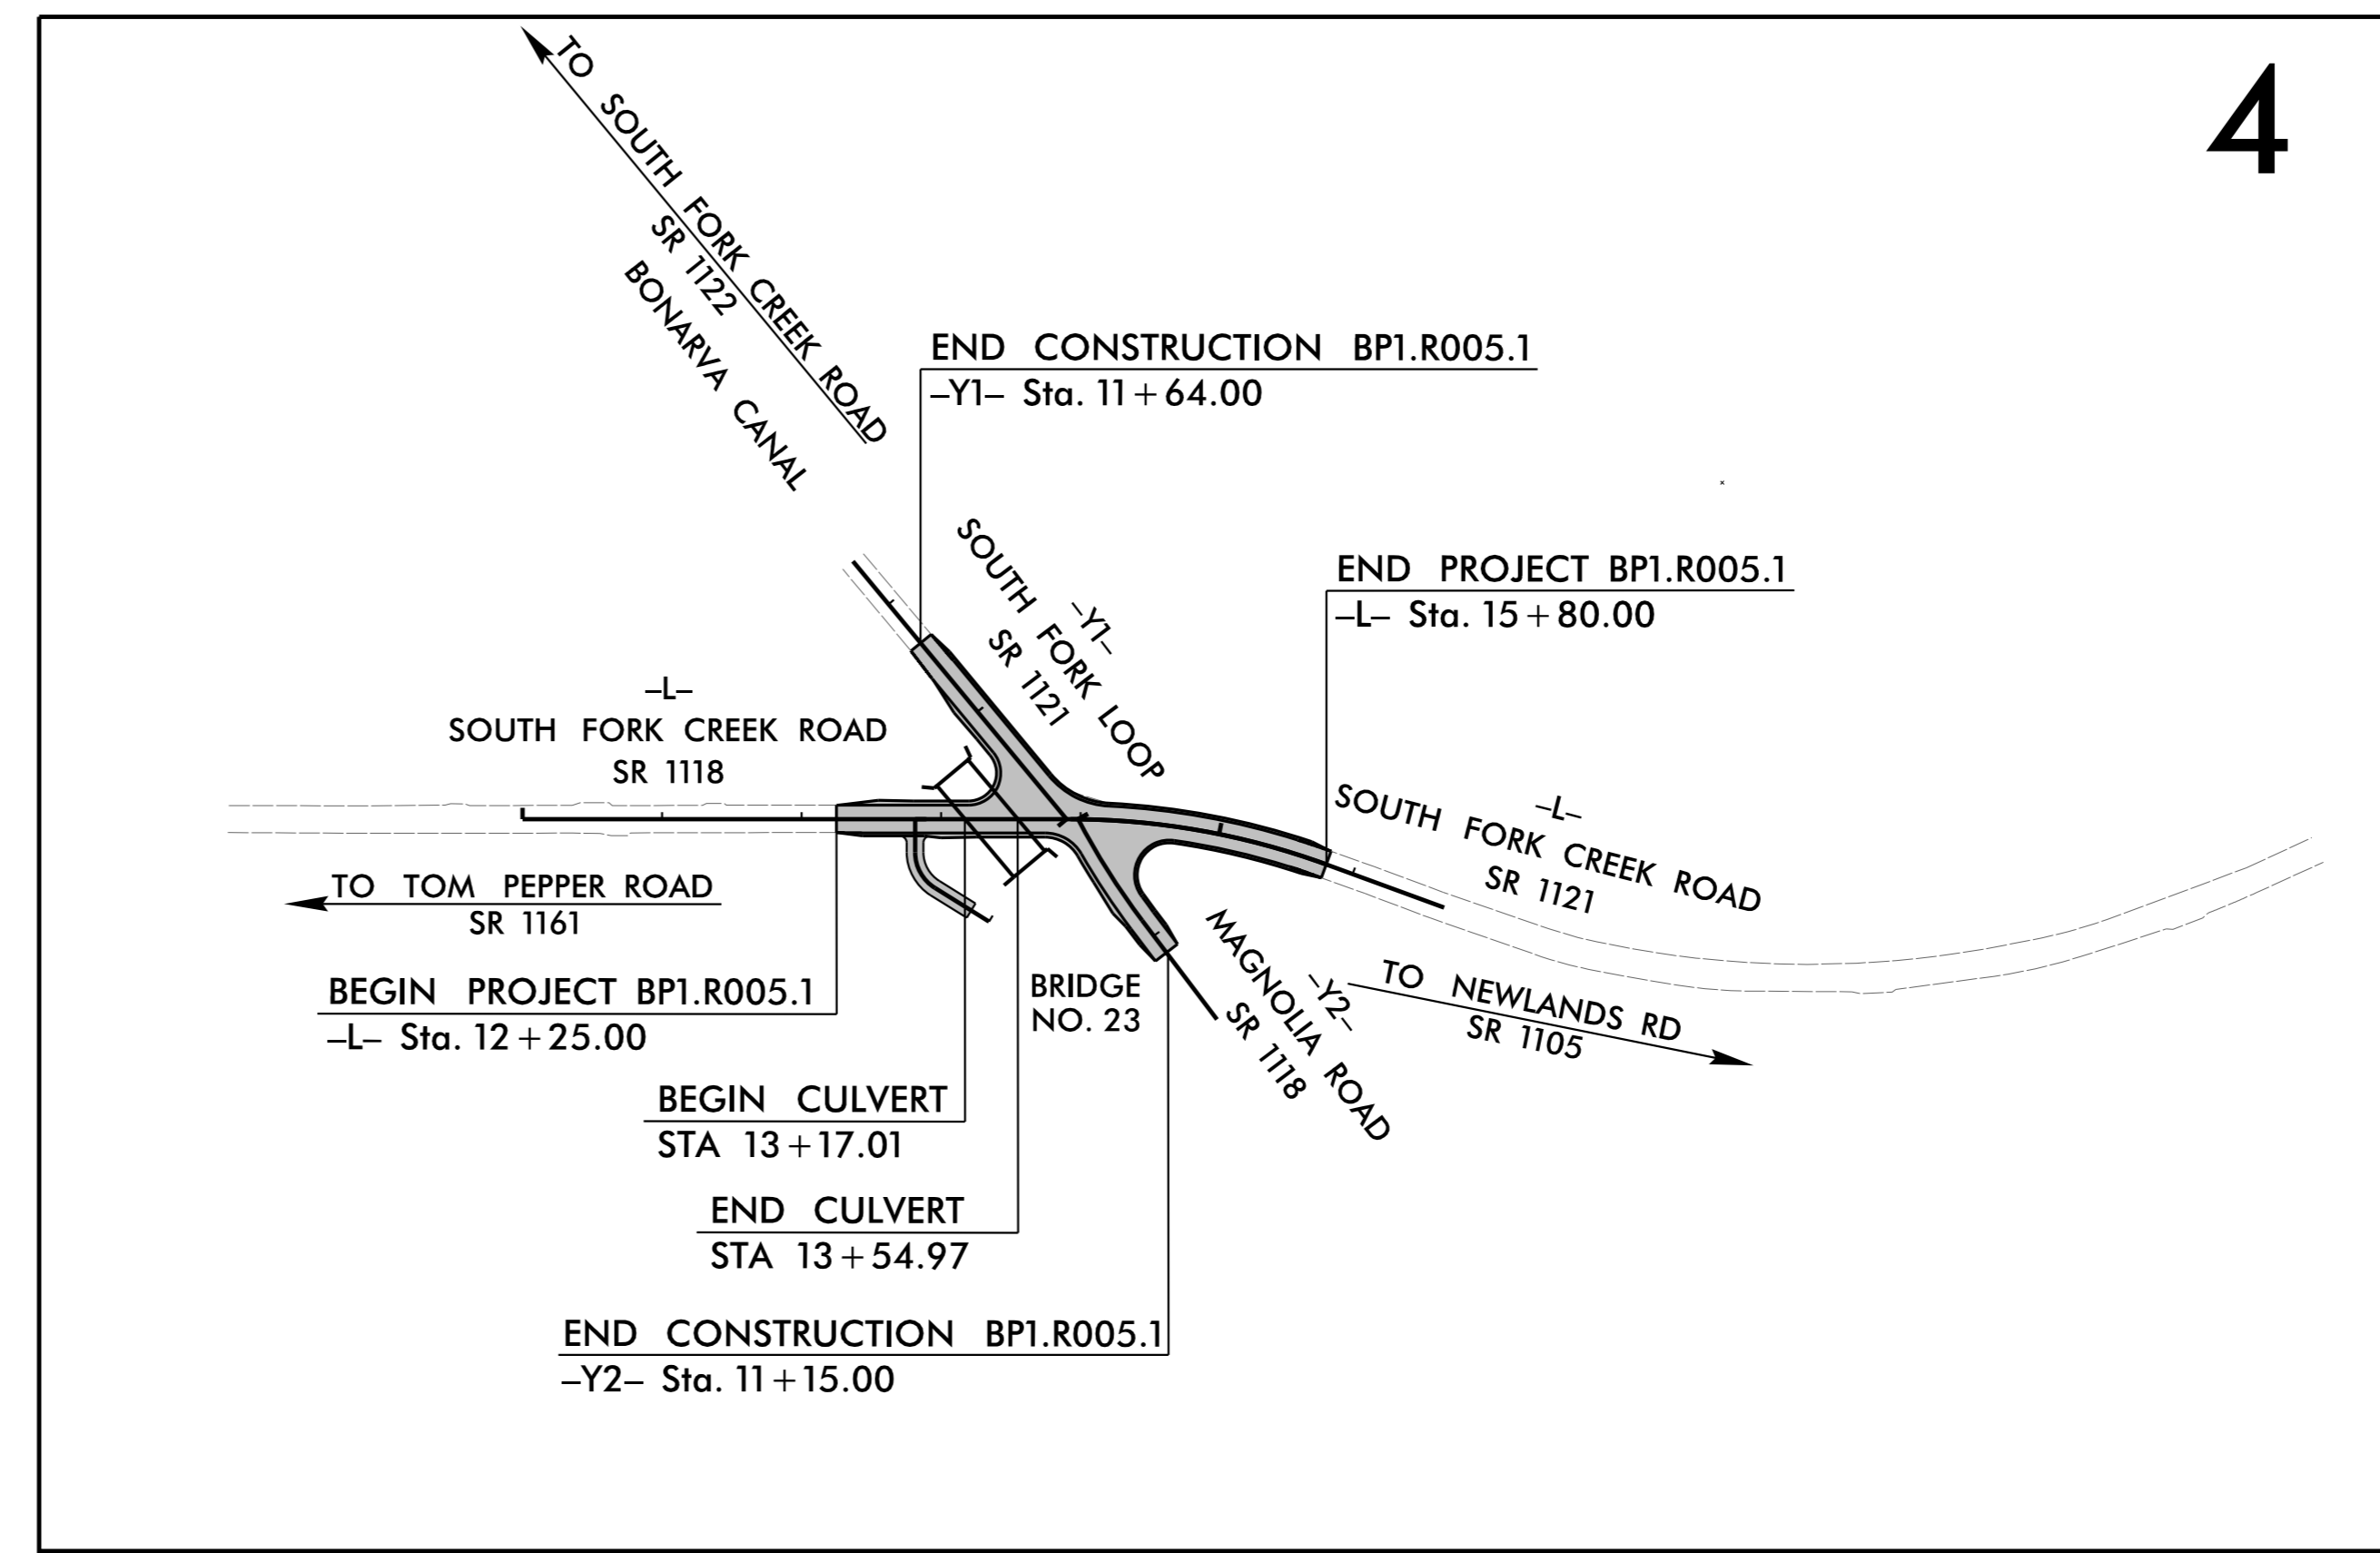 4
TO SOUTH FORK CREEK ROAD
SR 1122
BONARVA CANAL
END CONSTRUCTION BP1.R005.1
–Y1– Sta. 11+64.00
–Y1–
SOUTH FORK LOOP
SR 1121
END PROJECT BP1.R005.1
–L– Sta. 15+80.00
–L–
SOUTH FORK CREEK ROAD
SR 1118
–L–
SOUTH FORK CREEK ROAD
SR 1121
TO TOM PEPPER ROAD
SR 1161
BEGIN PROJECT BP1.R005.1
–L– Sta. 12+25.00
BRIDGE
NO. 23
–Y2–
MAGNOLIA ROAD
SR 1118
TO NEWLANDS RD
SR 1105
BEGIN CULVERT
STA 13+17.01
END CULVERT
STA 13+54.97
END CONSTRUCTION BP1.R005.1
–Y2– Sta. 11+15.00